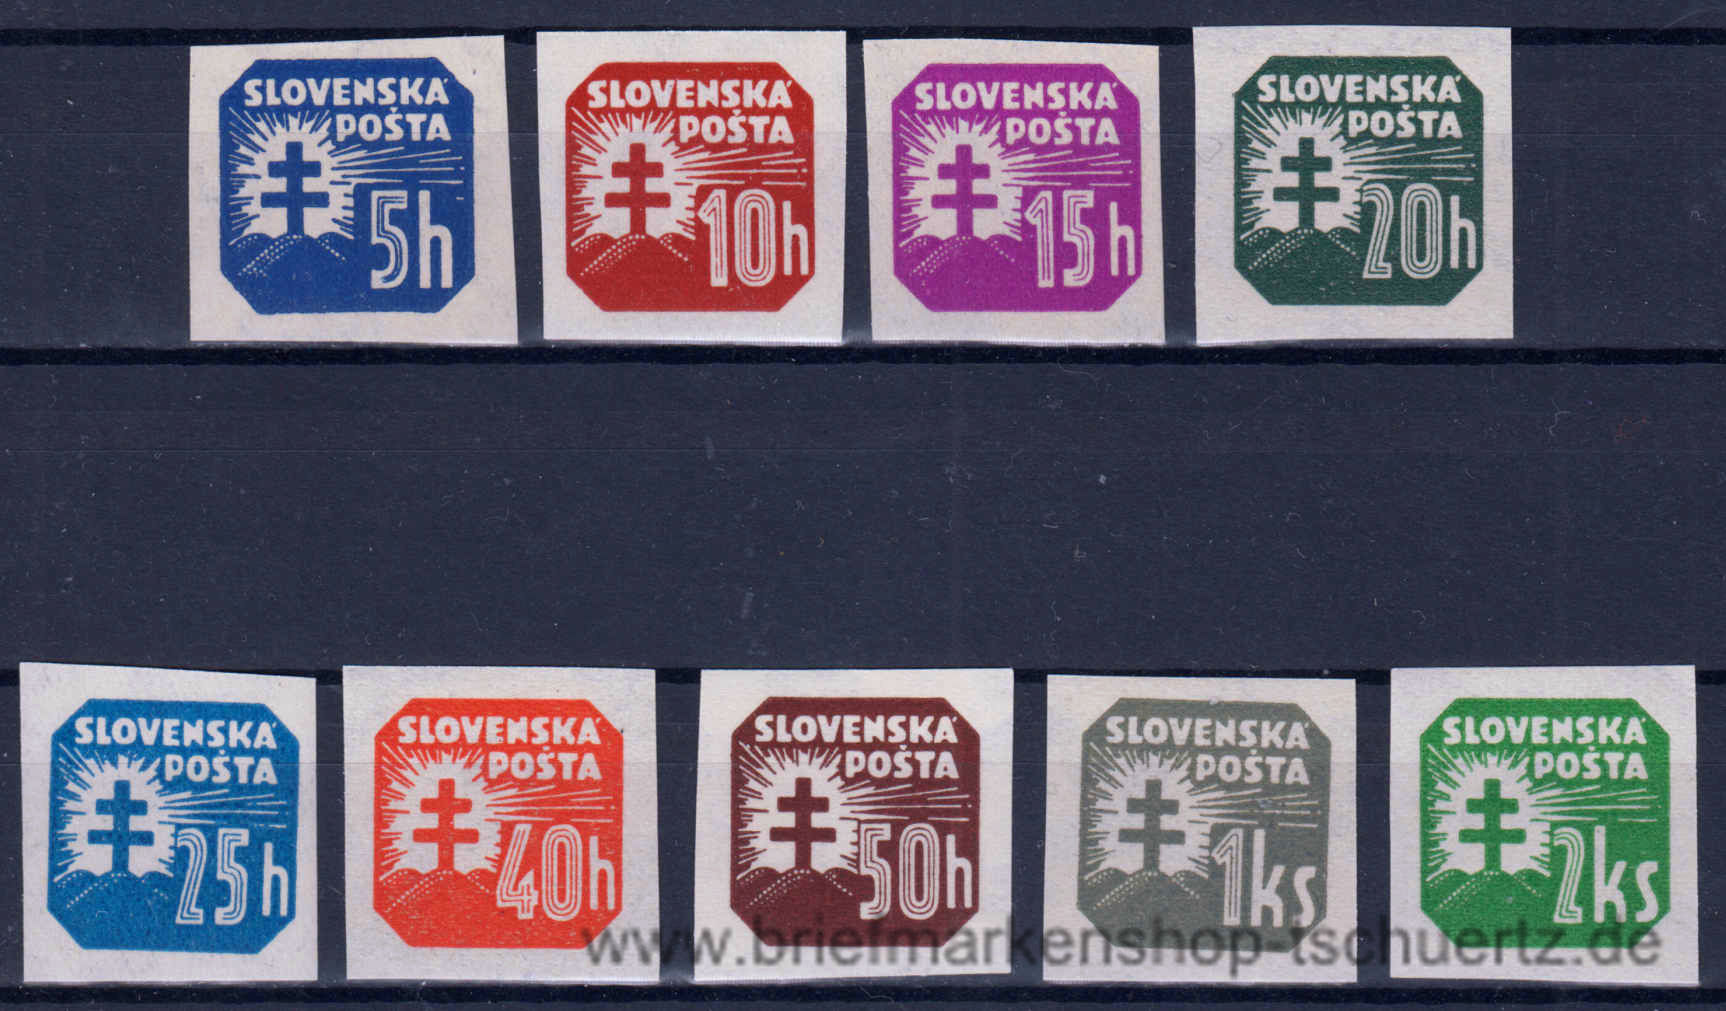 SLOVENSKÁ
POŠTA
5h
SLOVENSKÁ
POŠTA
10h
SLOVENSKÁ
POŠTA
15h
SLOVENSKÁ
POŠTA
20h
SLOVENSKÁ
POŠTA
25h
SLOVENSKÁ
POŠTA
40h
SLOVENSKÁ
POŠTA
50h
SLOVENSKÁ
POŠTA
1ks
SLOVENSKÁ
POŠTA
2ks
www.briefmarkenshop-tschuertz.de